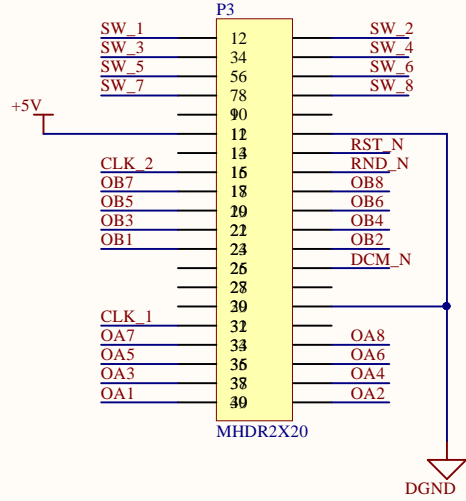 P3
SW_1 12 SW_2
SW_3 34 SW_4
SW_5 56 SW_6
SW_7 78 SW_8
+5V
RST_N
CLK_2 RND_N
OB7 OB8
OB5 OB6
OB3 OB4
OB1 OB2
DCM_N
CLK_1
OA7 OA8
OA5 OA6
OA3 OA4
OA1 OA2
MHDR2X20
DGND